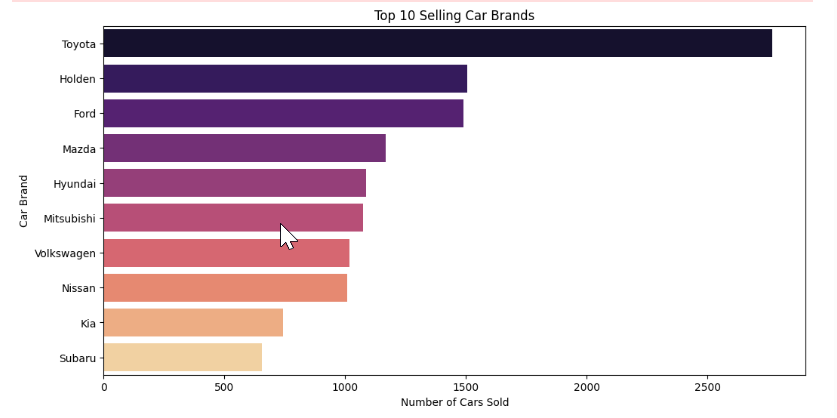 Top 10 Selling Car Brands
Car Brand
Toyota
Holden
Ford
Mazda
Hyundai
Mitsubishi
Volkswagen
Nissan
Kia
Subaru
0 500 1000 1500 2000 2500
Number of Cars Sold